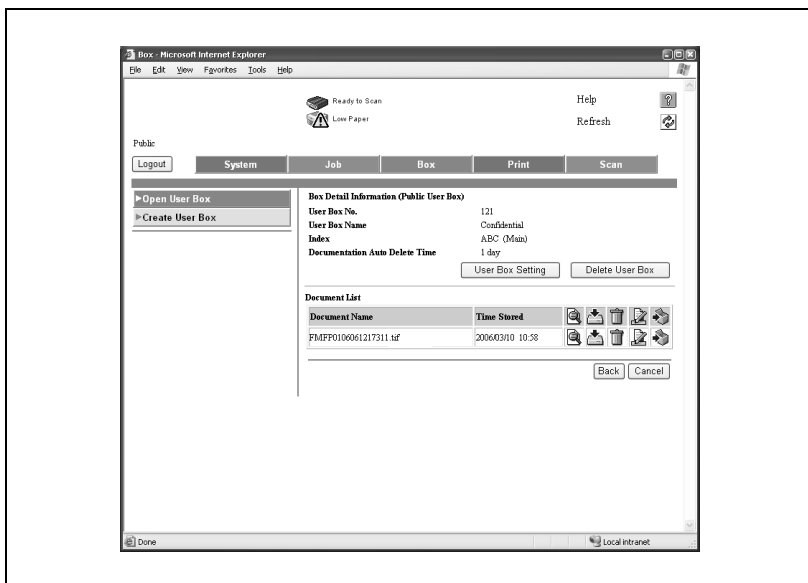 Box - Microsoft Internet Explorer
File Edit View Favorites Tools Help
Ready to Scan
Help
Low Paper
Refresh
Public
Logout System Job Box Print Scan
Open User Box
Create User Box
Box Detail Information (Public User Box)
User Box No. 121
User Box Name Confidential
Index ABC (Main)
Documentation Auto Delete Time 1 day
User Box Setting Delete User Box
Document List
Document Name Time Stored
FMFP0106061217311.tif 2006/03/10 10:58
Back Cancel
Done Local intranet